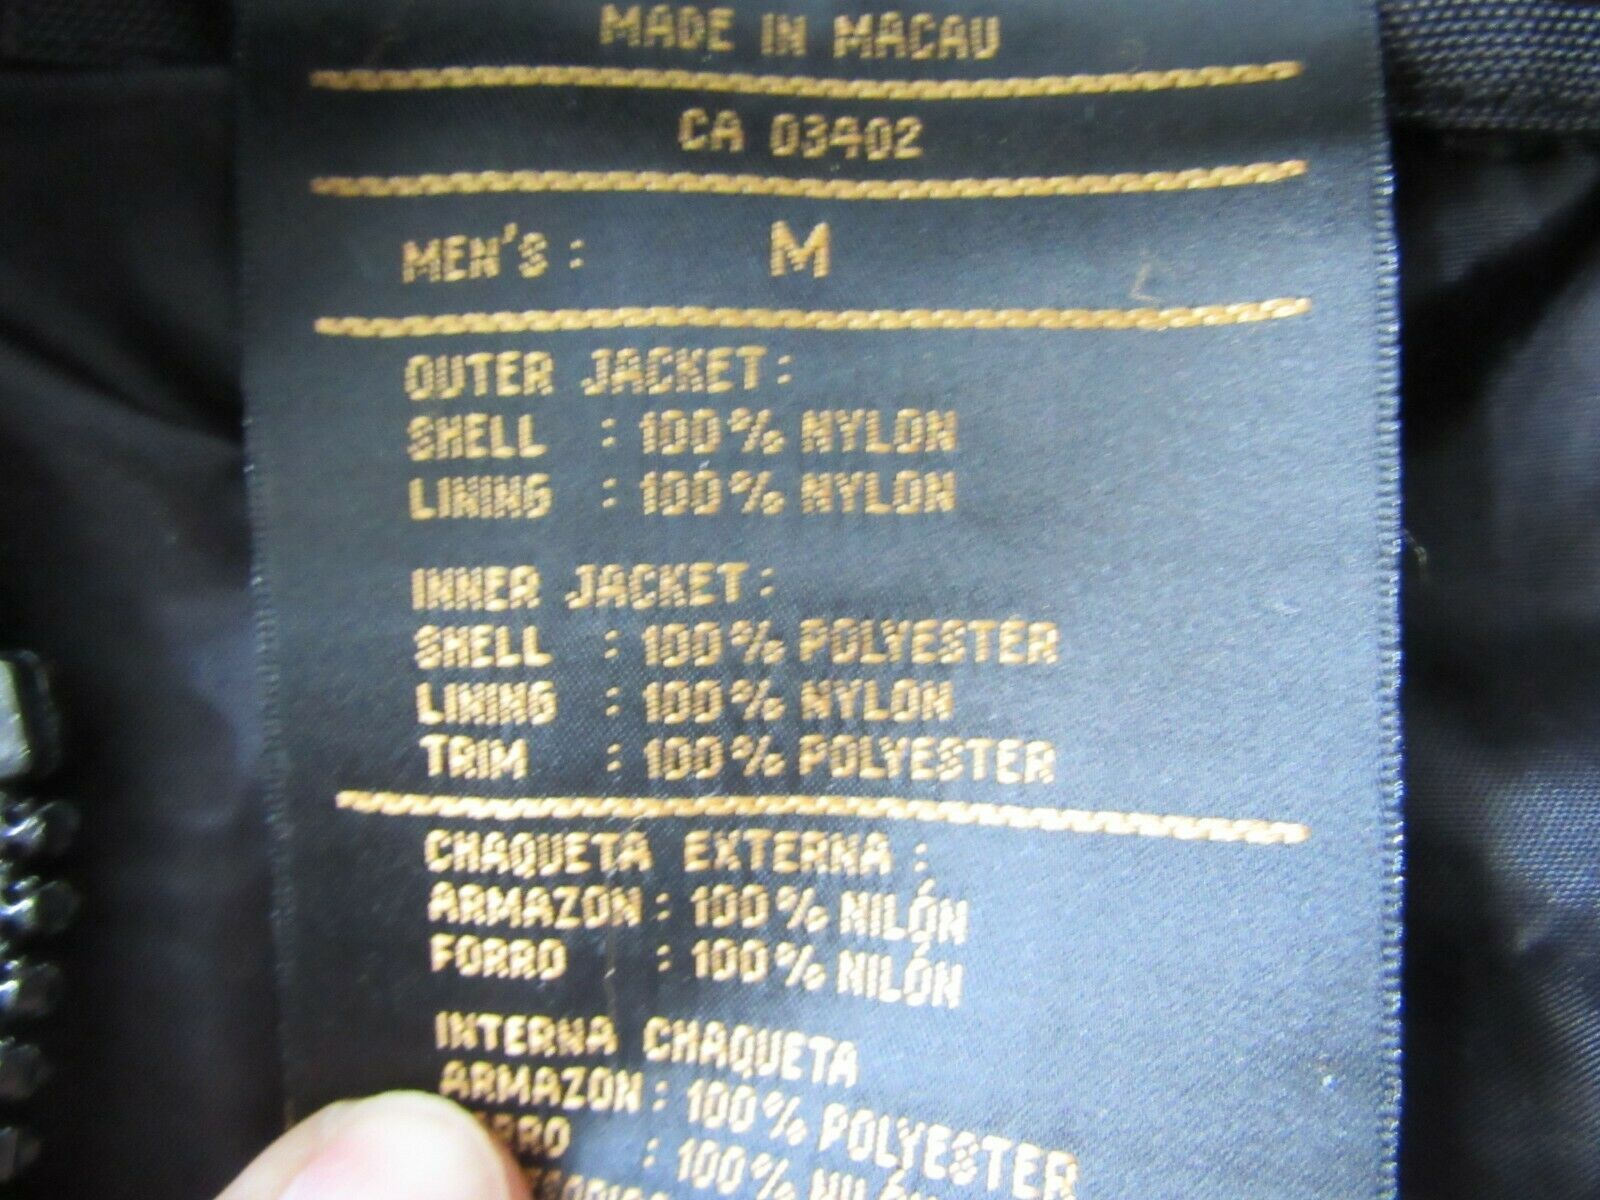 MADE IN MACAU
CA 03402
MEN'S : M
OUTER JACKET:
SHELL : 100% NYLON
LINING : 100% NYLON
INNER JACKET:
SHELL : 100% POLYESTER
LINING : 100% NYLON
TRIM : 100% POLYESTER
CHAQUETA EXTERNA :
ARMAZON : 100% NILÓN
FORRO : 100% NILÓN
INTERNA CHAQUETA
ARMAZON : 100% POLYESTER
: 100% NILÓN